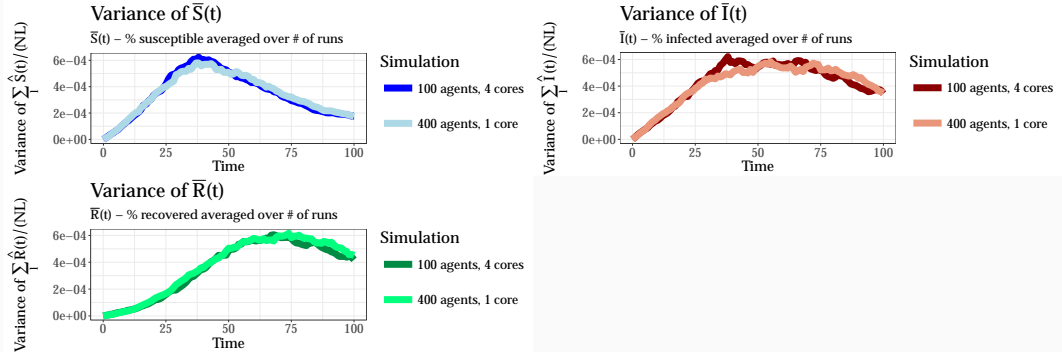 Variance of S̅(t)
S̅(t) – % susceptible averaged over # of runs
Variance of ∑ Ŝ(t)/(NL)
i
6e−04
4e−04
2e−04
0e+00
0 25 50 75 100
Time
Simulation
100 agents, 4 cores
400 agents, 1 core
Variance of I̅(t)
I̅(t) – % infected averaged over # of runs
Variance of ∑ Î(t)/(NL)
i
6e−04
4e−04
2e−04
0e+00
0 25 50 75 100
Time
Simulation
100 agents, 4 cores
400 agents, 1 core
Variance of R̅(t)
R̅(t) – % recovered averaged over # of runs
Variance of ∑ R̂(t)/(NL)
i
6e−04
4e−04
2e−04
0e+00
0 25 50 75 100
Time
Simulation
100 agents, 4 cores
400 agents, 1 core